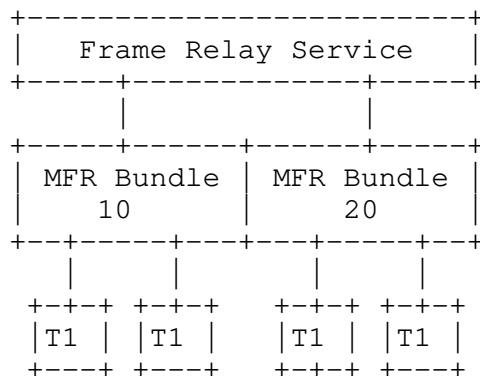 Frame Relay Service
MFR Bundle MFR Bundle
10 20
T1 T1 T1 T1